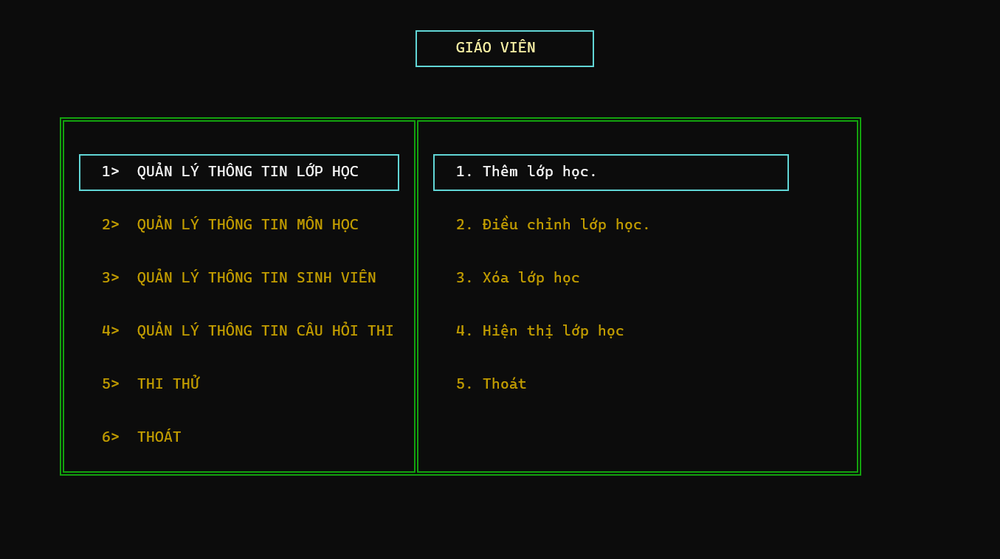 GIÁO VIÊN
1> QUẢN LÝ THÔNG TIN LỚP HỌC
2> QUẢN LÝ THÔNG TIN MÔN HỌC
3> QUẢN LÝ THÔNG TIN SINH VIÊN
4> QUẢN LÝ THÔNG TIN CÂU HỎI THI
5> THI THỬ
6> THOÁT
1. Thêm lớp học.
2. Điều chỉnh lớp học.
3. Xóa lớp học
4. Hiện thị lớp học
5. Thoát